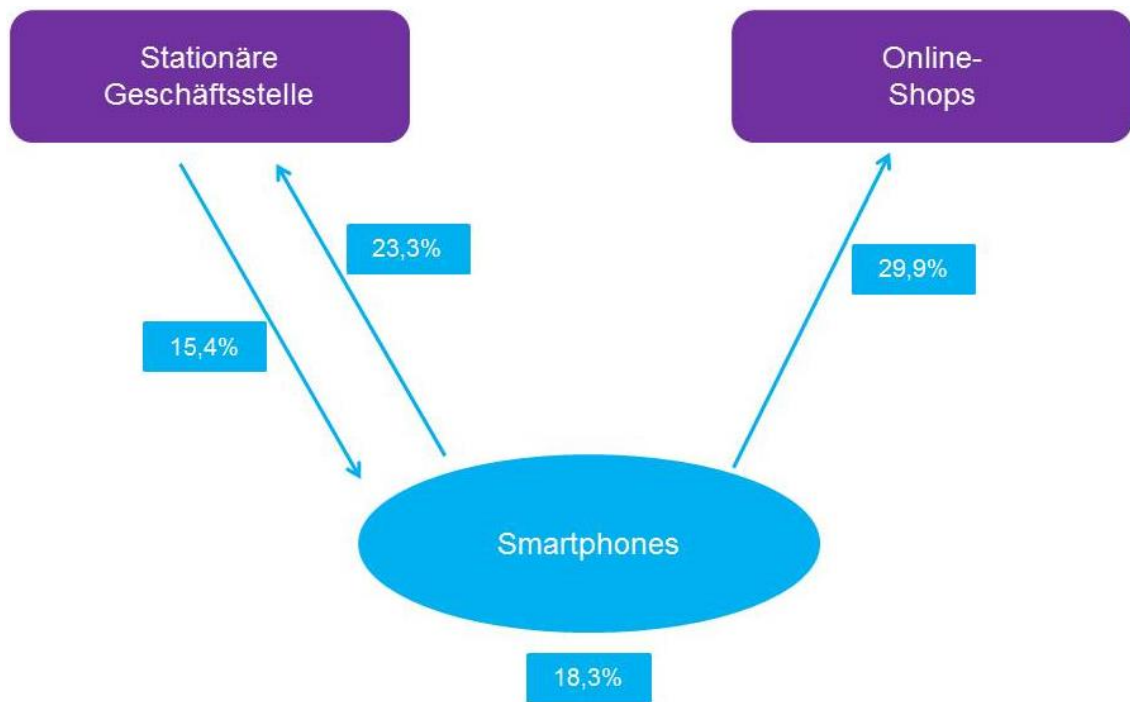 Stationäre
Geschäftsstelle
Online-
Shops
23,3%
29,9%
15,4%
Smartphones
18,3%